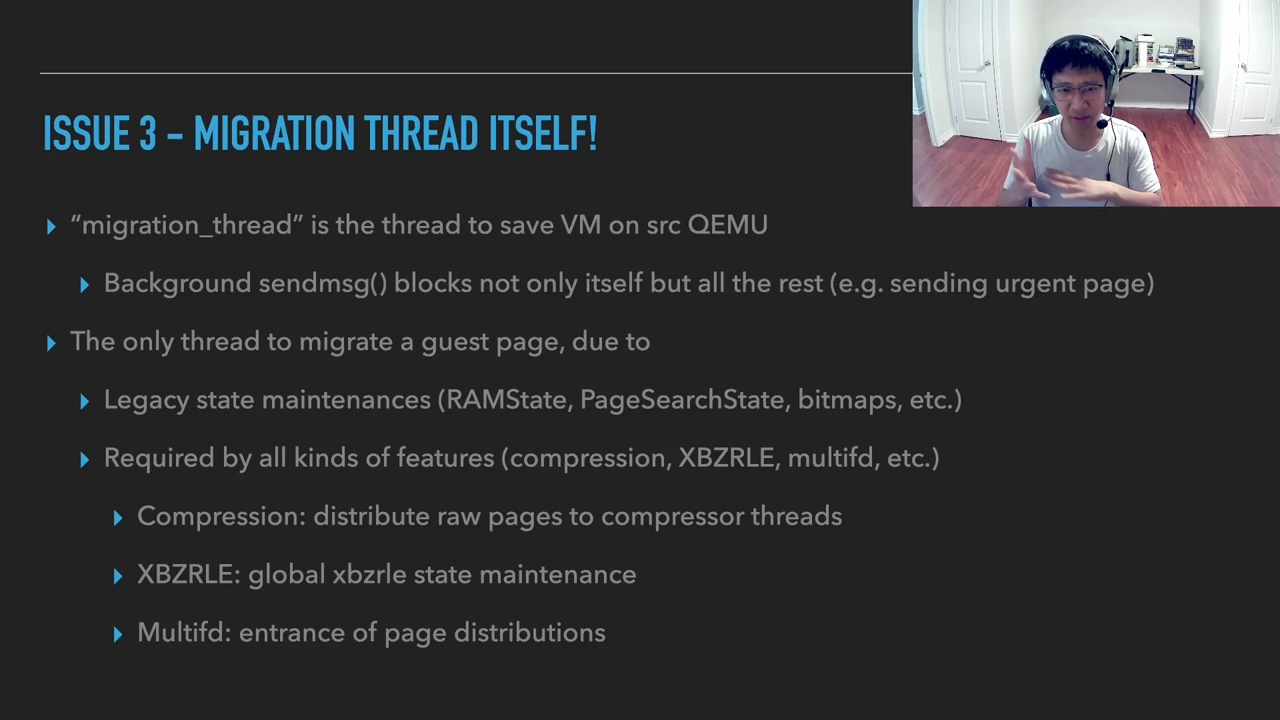 ISSUE 3 - MIGRATION THREAD ITSELF!
“migration_thread” is the thread to save VM on src QEMU
Background sendmsg() blocks not only itself but all the rest (e.g. sending urgent page)
The only thread to migrate a guest page, due to
Legacy state maintenances (RAMState, PageSearchState, bitmaps, etc.)
Required by all kinds of features (compression, XBZRLE, multifd, etc.)
Compression: distribute raw pages to compressor threads
XBZRLE: global xbzrle state maintenance
Multifd: entrance of page distributions